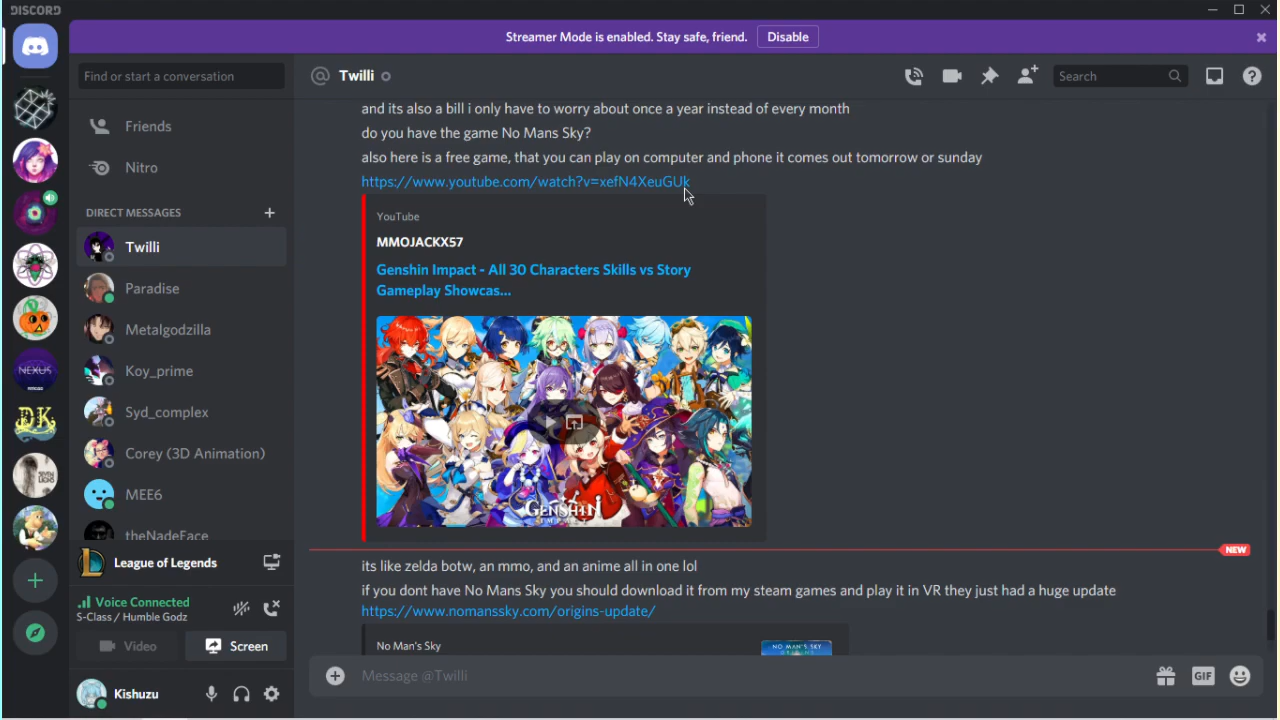 DISCORD
Streamer Mode is enabled. Stay safe, friend. Disable
Find or start a conversation
Twilli
Search
Friends
Nitro
DIRECT MESSAGES
Twilli
Paradise
Metalgodzilla
Koy_prime
Syd_complex
Corey (3D Animation)
MEE6
theNadeFace
NEXUS
DK
League of Legends
Voice Connected
S-Class / Humble Godz
Video
Screen
Kishuzu
and its also a bill i only have to worry about once a year instead of every month
do you have the game No Mans Sky?
also here is a free game, that you can play on computer and phone it comes out tomorrow or sunday
https://www.youtube.com/watch?v=xefN4XeuGUk
YouTube
MMOJACKX57
Genshin Impact - All 30 Characters Skills vs Story
Gameplay Showcas...
GENSHIN
IMPACT
NEW
its like zelda botw, an mmo, and an anime all in one lol
if you dont have No Mans Sky you should download it from my steam games and play it in VR they just had a huge update
https://www.nomanssky.com/origins-update/
No Man's Sky
NO MAN'S SKY
Message @Twilli
GIF